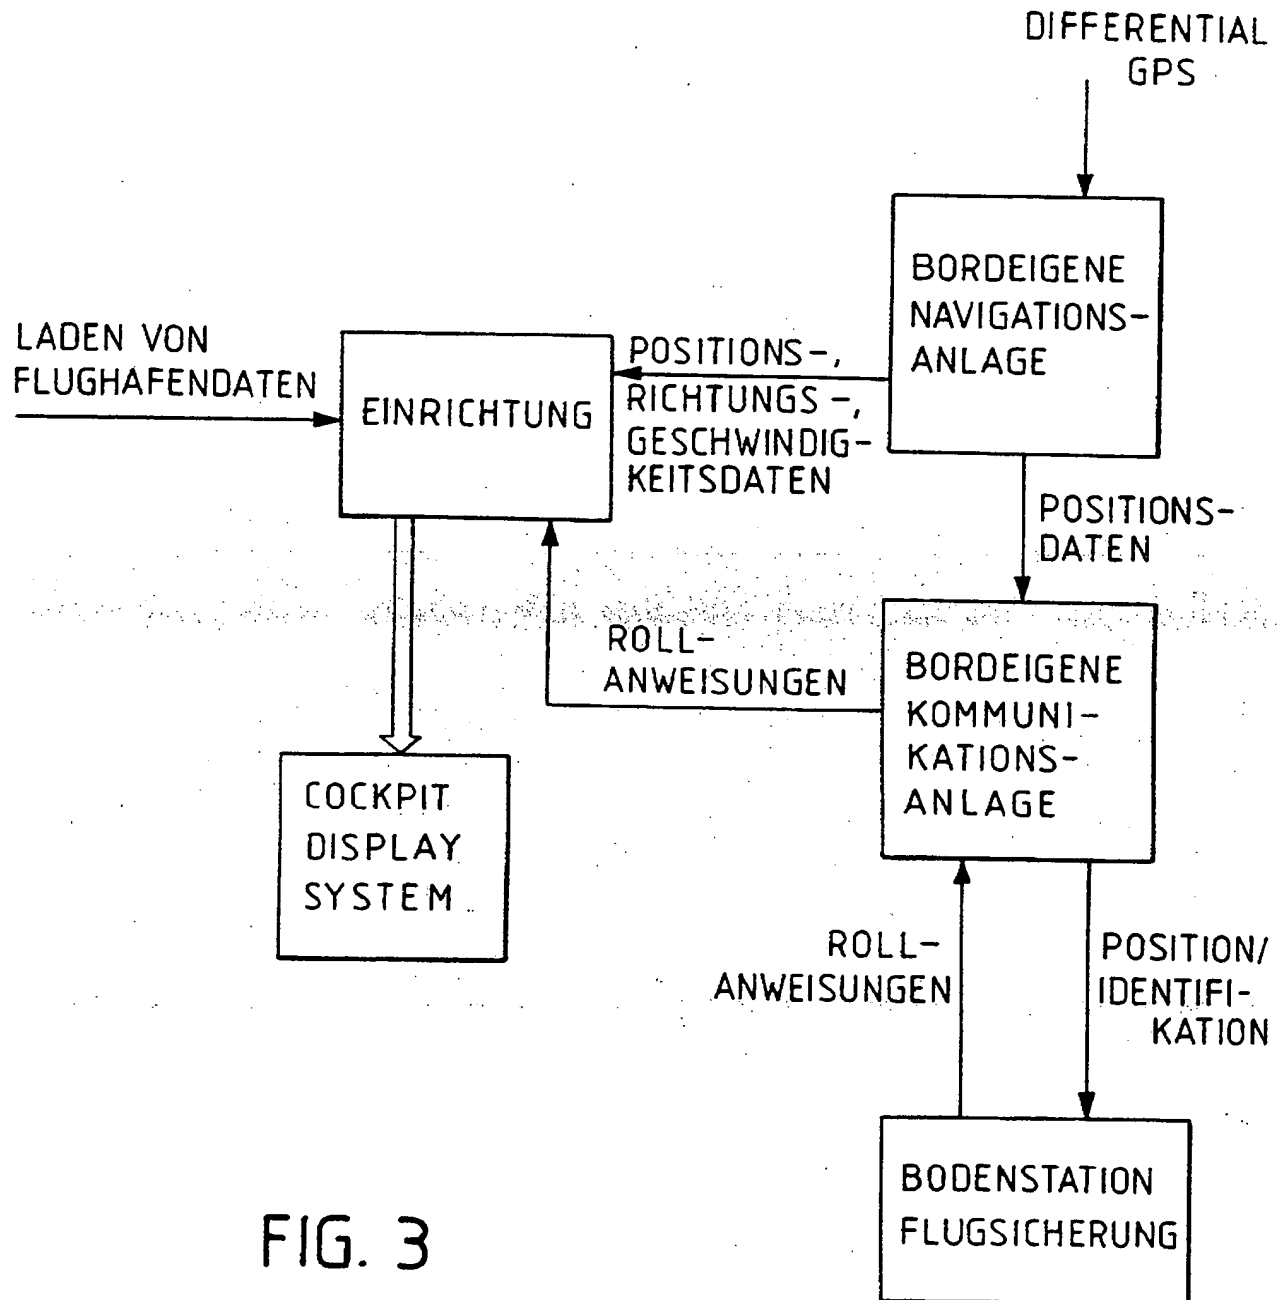 DIFFERENTIAL
GPS
BORDEIGENE
NAVIGATIONS-
ANLAGE
LADEN VON
FLUGHAFENDATEN
EINRICHTUNG
POSITIONS-,
RICHTUNGS-,
GESCHWINDIG-
KEITSDATEN
POSITIONS-
DATEN
ROLL-
ANWEISUNGEN
BORDEIGENE
KOMMUNI-
KATIONS-
ANLAGE
COCKPIT
DISPLAY
SYSTEM
ROLL-
ANWEISUNGEN
POSITION/
IDENTIFI-
KATION
BODENSTATION
FLUGSICHERUNG
FIG. 3